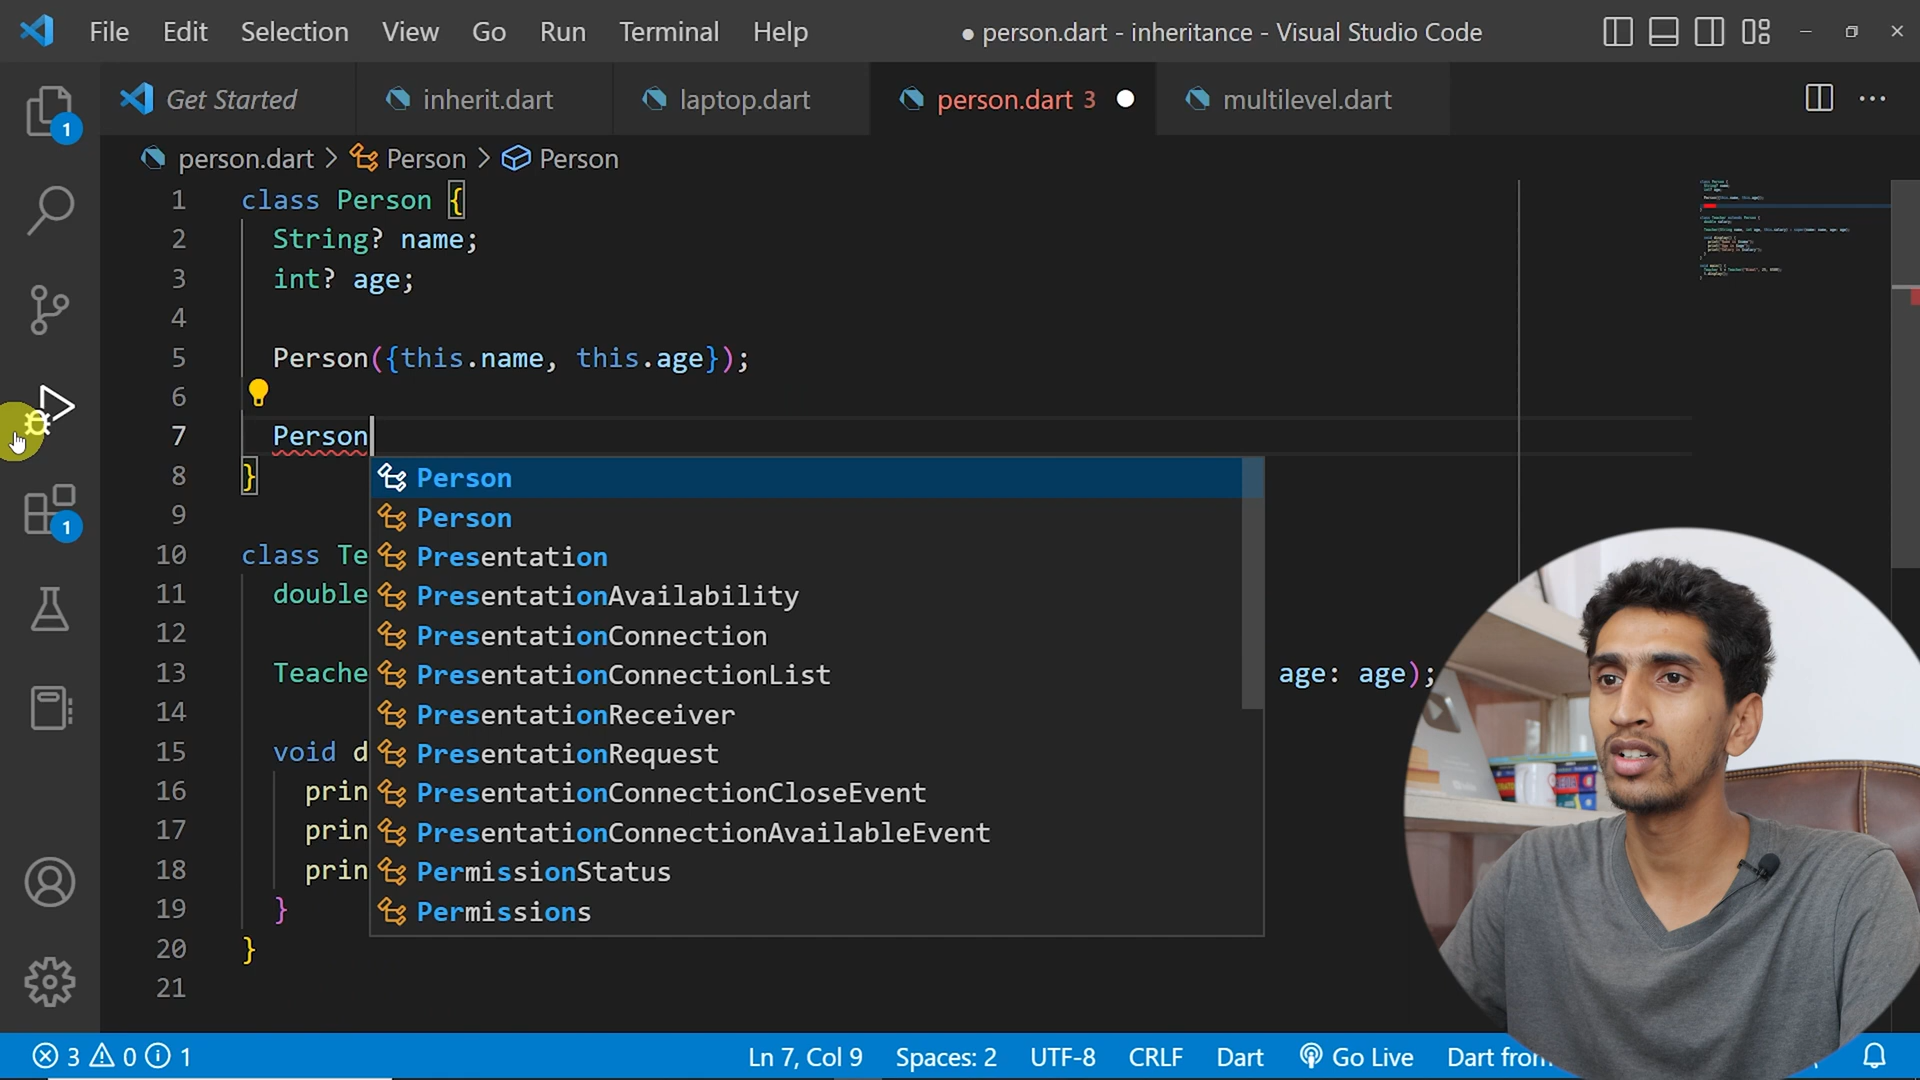 File Edit Selection View Go Run Terminal Help ● person.dart - inheritance - Visual Studio Code
Get Started inherit.dart laptop.dart person.dart 3 multilevel.dart
person.dart > Person > Person
1 class Person {
2 String? name;
3 int? age;
4
5 Person({this.name, this.age});
6
7 Person
8 }
9
10 class Te
11 double
12
13 Teache age: age);
14
15 void d
16 prin
17 prin
18 prin
19 }
20 }
21
Person
Person
Presentation
PresentationAvailability
PresentationConnection
PresentationConnectionList
PresentationReceiver
PresentationRequest
PresentationConnectionCloseEvent
PresentationConnectionAvailableEvent
PermissionStatus
Permissions
1
1
3 0 1 Ln 7, Col 9 Spaces: 2 UTF-8 CRLF Dart Go Live Dart from